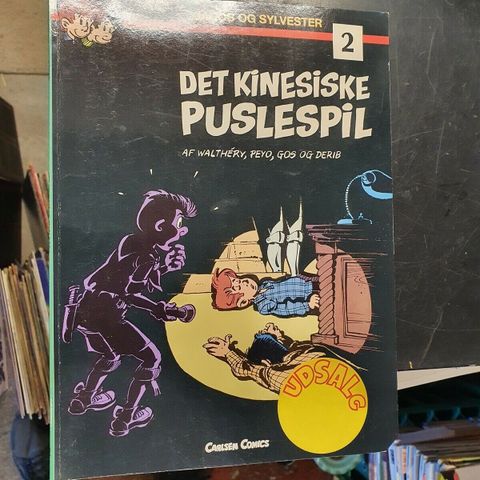 OG SYLVESTER
2
DET KINESISKE
PUSLESPIL
AF WALTHÉRY, PEYO, GOS OG DERIB
UDSALG
CARLSEN COMICS